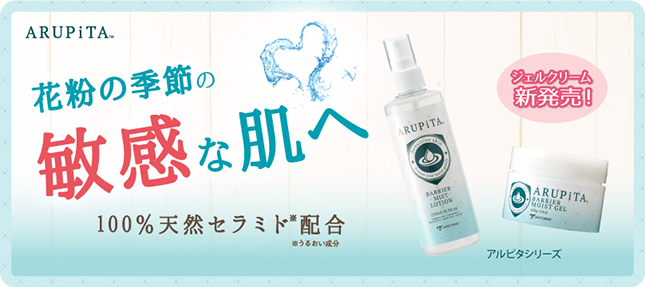 ARUPiTA™
花粉の季節の
敏感な肌へ
100%天然セラミド※配合
※うるおい成分
ジェルクリーム
新発売!
ARUPiTA.
BARRIER
MIST
LOTION
ARUPiTA.
BARRIER
MOIST GEL
アルピタシリーズ